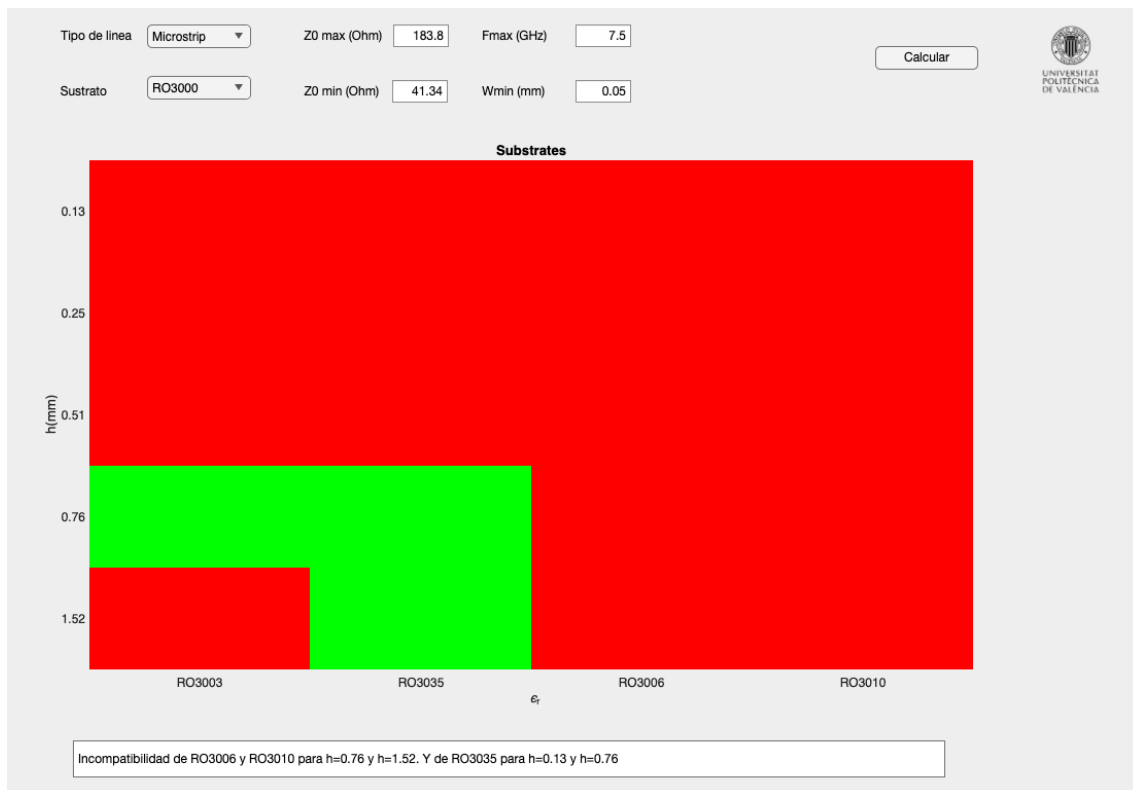 Tipo de linea Microstrip Z0 max (Ohm) 183.8 Fmax (GHz) 7.5
Calcular
Sustrato RO3000 Z0 min (Ohm) 41.34 Wmin (mm) 0.05
UNIVERSITAT
POLITÈCNICA
DE VALÈNCIA
Substrates
0.13
0.25
0.51
0.76
1.52
h(mm)
RO3003 RO3035 RO3006 RO3010
εr
Incompatibilidad de RO3006 y RO3010 para h=0.76 y h=1.52. Y de RO3035 para h=0.13 y h=0.76